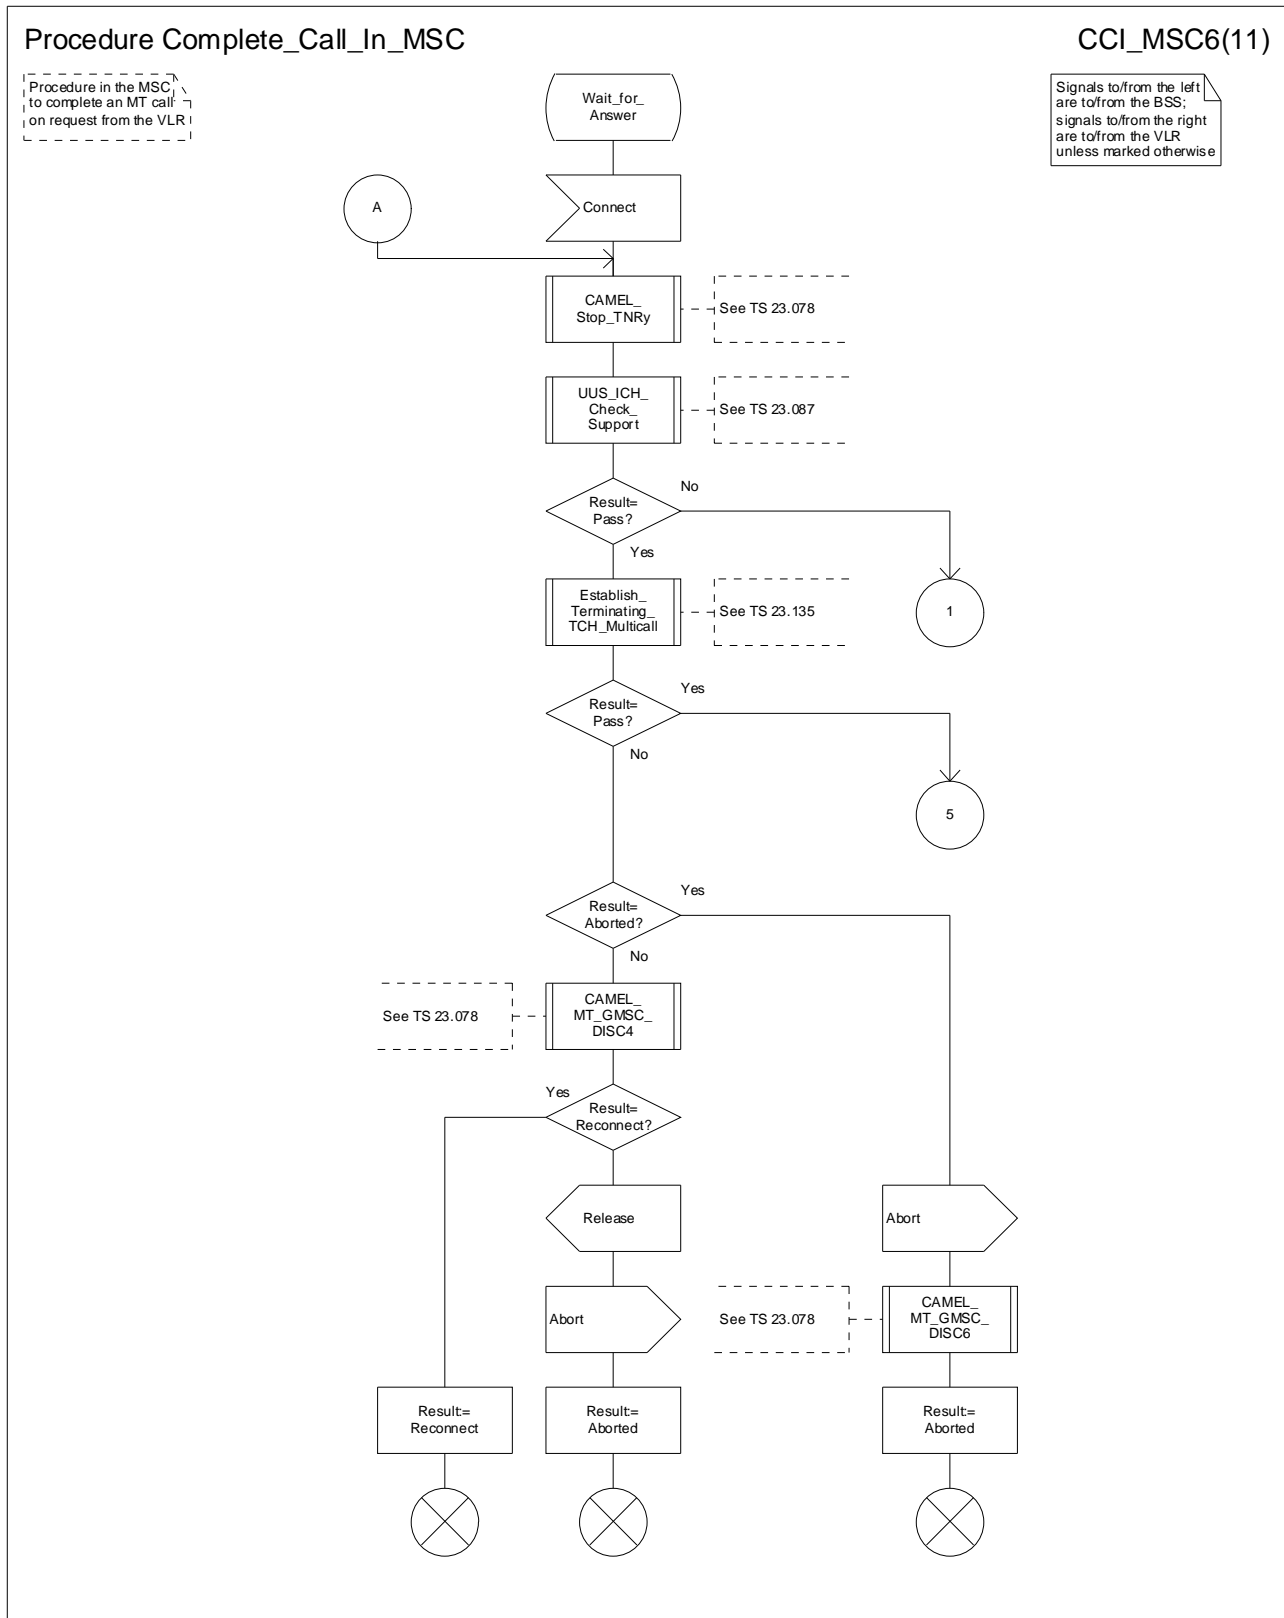 Procedure Complete_Call_In_MSC
CCI_MSC6(11)
Procedure in the MSC
to complete an MT call
on request from the VLR
Signals to/from the left
are to/from the BSS;
signals to/from the right
are to/from the VLR
unless marked otherwise
Wait_for_
Answer
A
Connect
CAMEL_
Stop_TNRy
See TS 23.078
UUS_ICH_
Check_
Support
See TS 23.087
Result=
Pass?
No
Yes
Establish_
Terminating_
TCH_Multicall
See TS 23.135
1
Result=
Pass?
Yes
No
5
Result=
Aborted?
Yes
No
See TS 23.078
CAMEL_
MT_GMSC_
DISC4
Yes
Result=
Reconnect?
Release
Abort
Abort
See TS 23.078
CAMEL_
MT_GMSC_
DISC6
Result:=
Reconnect
Result:=
Aborted
Result:=
Aborted